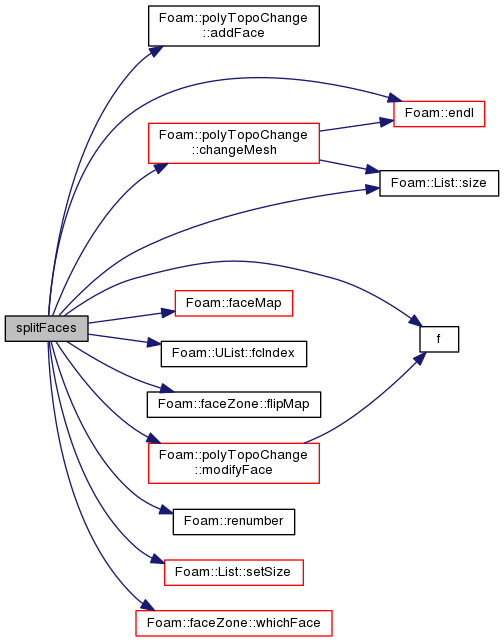 Foam::polyTopoChange
::addFace
Foam::endl
Foam::polyTopoChange
::changeMesh
Foam::List::size
Foam::faceMap
splitFaces
f
Foam::UList::fcIndex
Foam::faceZone::flipMap
Foam::polyTopoChange
::modifyFace
Foam::renumber
Foam::List::setSize
Foam::faceZone::whichFace